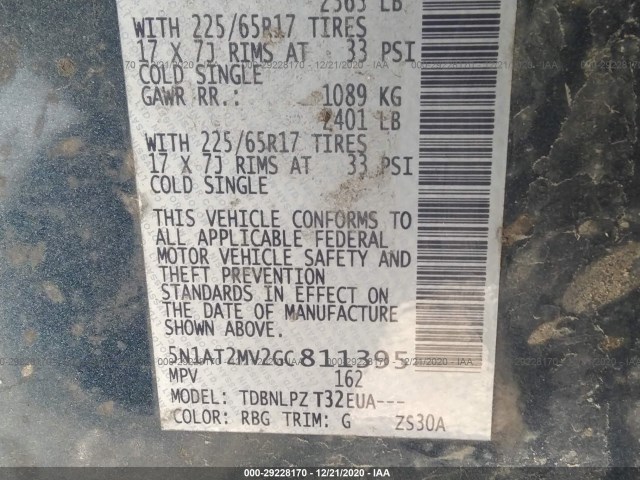 2565 LB
WITH 225/65R17 TIRES
17 X 7J RIMS AT 33 PSI
COLD SINGLE
GAWR RR.: 1089 KG
2401 LB
WITH 225/65R17 TIRES
17 X 7J RIMS AT 33 PSI
COLD SINGLE
THIS VEHICLE CONFORMS TO
ALL APPLICABLE FEDERAL
MOTOR VEHICLE SAFETY AND
THEFT PREVENTION
STANDARDS IN EFFECT ON
THE DATE OF MANUFACTURE
SHOWN ABOVE.
5N1AT2MV2GC811395
MPV 162
MODEL: TDBNLPZ T32EUA---
COLOR: RBG TRIM: G ZS30A
000-29228170 - 12/21/2020 - IAA